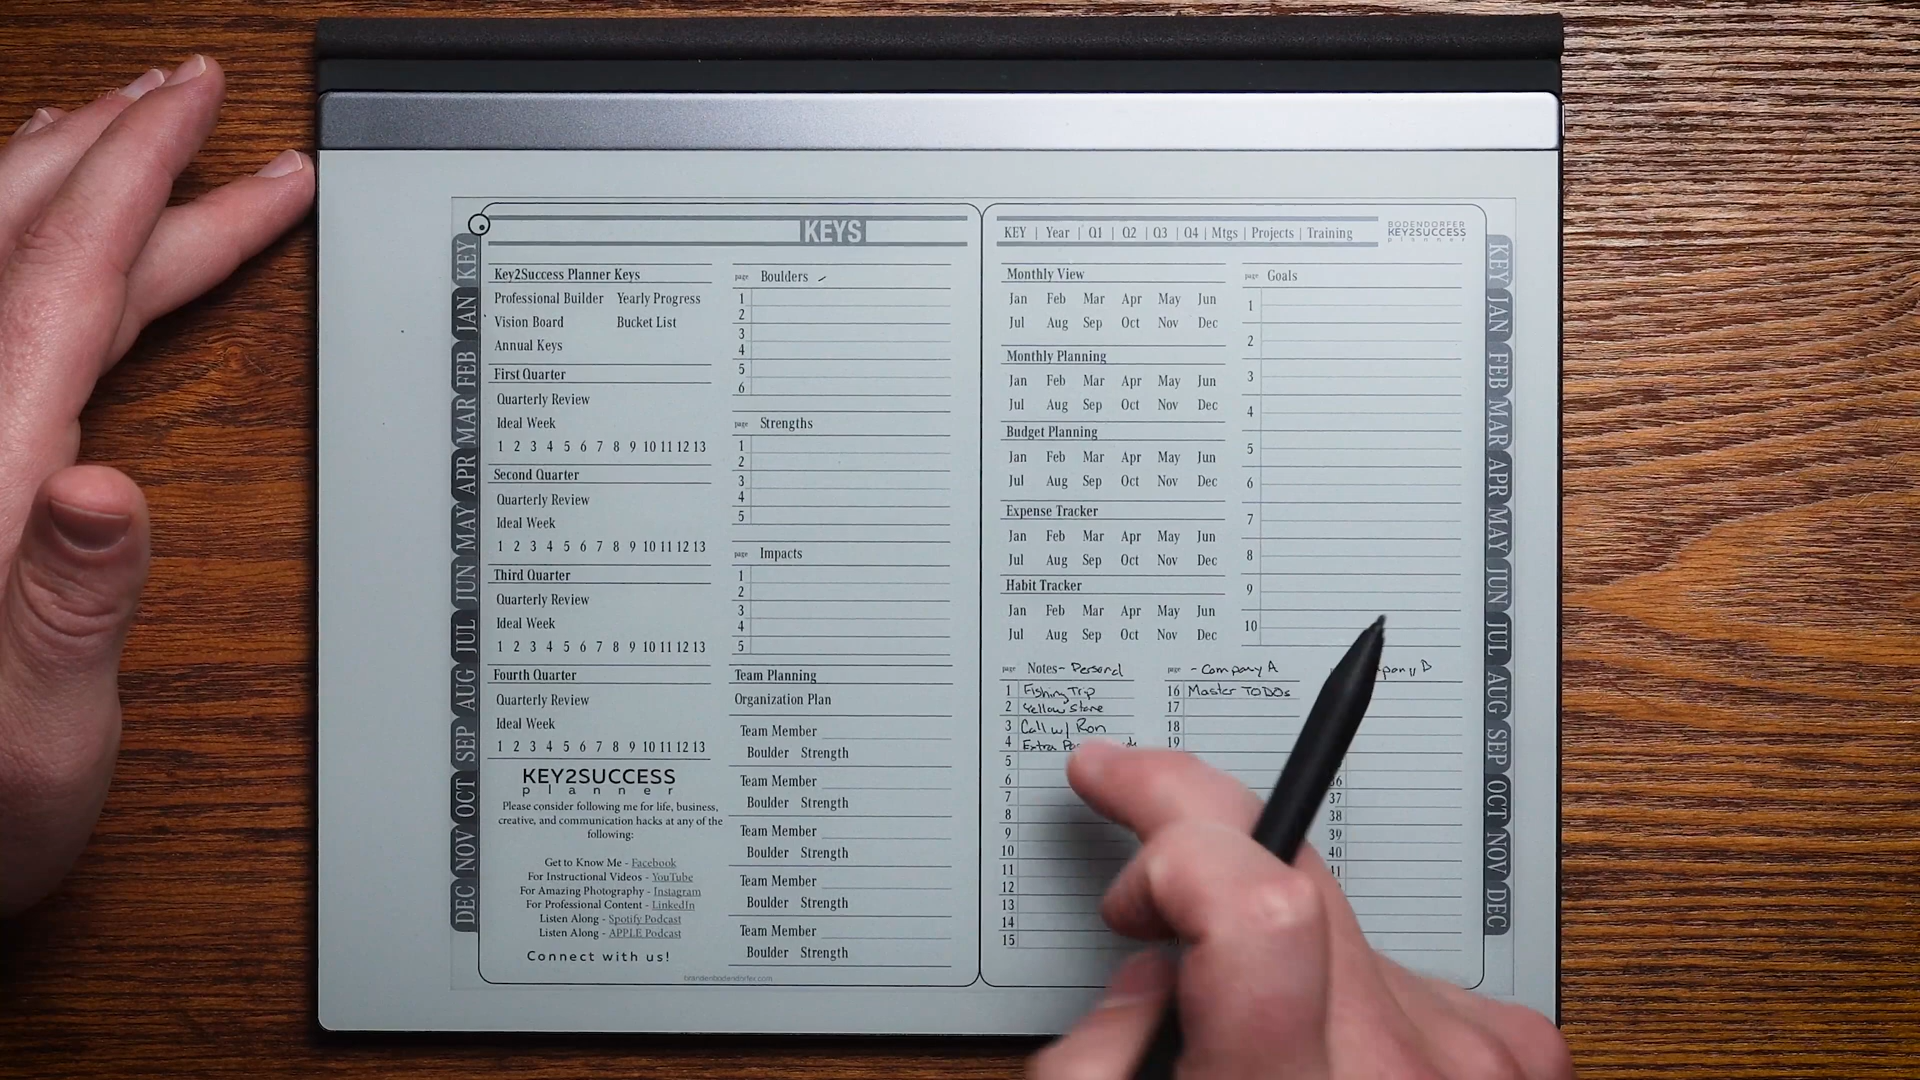 KEYS
Key2Success Planner Keys
Professional Builder Yearly Progress
Vision Board Bucket List
Annual Keys
First Quarter
Quarterly Review
Ideal Week
1 2 3 4 5 6 7 8 9 10 11 12 13
Second Quarter
Quarterly Review
Ideal Week
1 2 3 4 5 6 7 8 9 10 11 12 13
Third Quarter
Quarterly Review
Ideal Week
1 2 3 4 5 6 7 8 9 10 11 12 13
Fourth Quarter
Quarterly Review
Ideal Week
1 2 3 4 5 6 7 8 9 10 11 12 13
KEY2SUCCESS
planner
Please consider following me for life, business,
creative, and communication hacks at any of the
following:
Get to Know Me - Facebook
For Instructional Videos - YouTube
For Amazing Photography - Instagram
For Professional Content - LinkedIn
Listen Along - Spotify Podcast
Listen Along - APPLE Podcast
Connect with us!
page Boulders
1
2
3
4
5
6
page Strengths
1
2
3
4
5
page Impacts
1
2
3
4
5
Team Planning
Organization Plan
Team Member
Boulder Strength
Team Member
Boulder Strength
Team Member
Boulder Strength
Team Member
Boulder Strength
Team Member
Boulder Strength
brandenbodendorfer.com
KEY JAN FEB MAR APR MAY JUN JUL AUG SEP OCT NOV DEC
KEY | Year | Q1 | Q2 | Q3 | Q4 | Mtgs | Projects | Training
BODENDORFER
KEY2SUCCESS
planner
Monthly View
Jan Feb Mar Apr May Jun
Jul Aug Sep Oct Nov Dec
Monthly Planning
Jan Feb Mar Apr May Jun
Jul Aug Sep Oct Nov Dec
Budget Planning
Jan Feb Mar Apr May Jun
Jul Aug Sep Oct Nov Dec
Expense Tracker
Jan Feb Mar Apr May Jun
Jul Aug Sep Oct Nov Dec
Habit Tracker
Jan Feb Mar Apr May Jun
Jul Aug Sep Oct Nov Dec
page Goals
1
2
3
4
5
6
7
8
9
10
page Notes - Personal
1 Fishing Trip
2 Yellowstone
3 Call w/ Ron
4 Extra
5
6
7
8
9
10
11
12
13
14
15
page - Company A
16 Master TODOs
17
18
19
36
37
38
39
40
KEY JAN FEB MAR APR MAY JUN JUL AUG SEP OCT NOV DEC